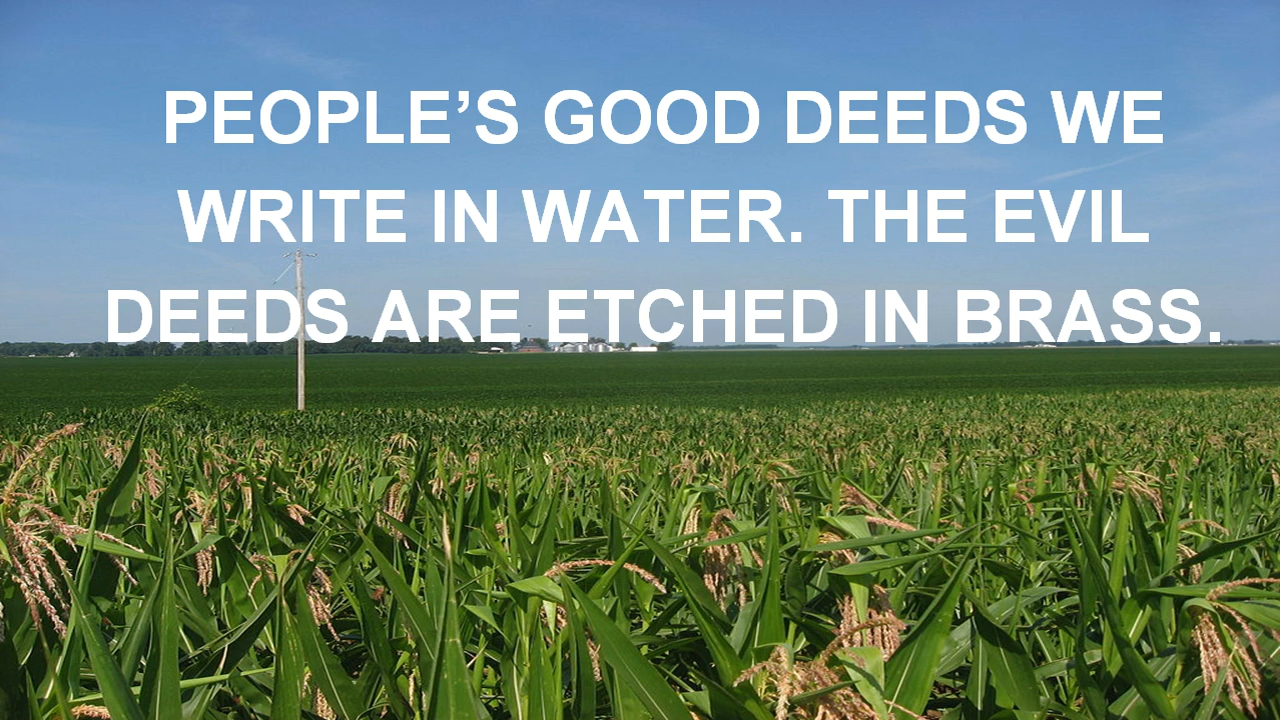 PEOPLE’S GOOD DEEDS WE
WRITE IN WATER. THE EVIL
DEEDS ARE ETCHED IN BRASS.